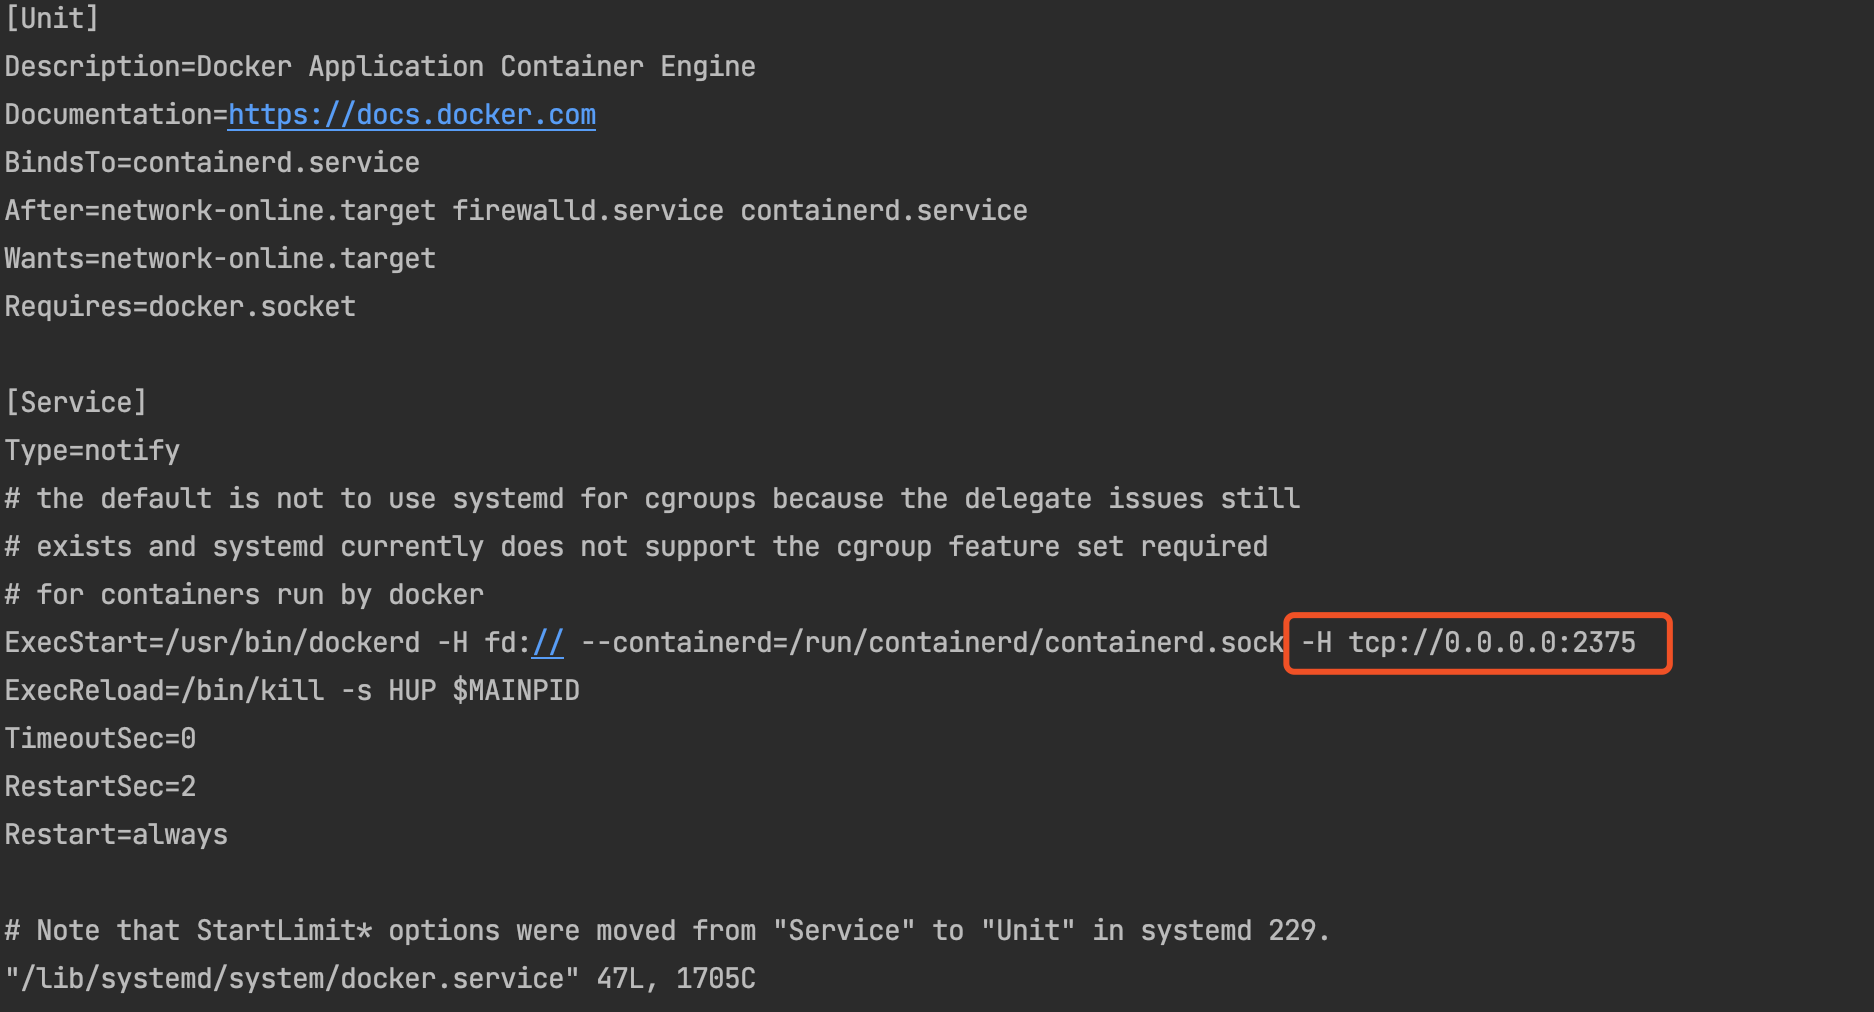 [Unit]
Description=Docker Application Container Engine
Documentation=https://docs.docker.com
BindsTo=containerd.service
After=network-online.target firewalld.service containerd.service
Wants=network-online.target
Requires=docker.socket
[Service]
Type=notify
# the default is not to use systemd for cgroups because the delegate issues still
# exists and systemd currently does not support the cgroup feature set required
# for containers run by docker
ExecStart=/usr/bin/dockerd -H fd:// --containerd=/run/containerd/containerd.sock -H tcp://0.0.0.0:2375
ExecReload=/bin/kill -s HUP $MAINPID
TimeoutSec=0
RestartSec=2
Restart=always
# Note that StartLimit* options were moved from "Service" to "Unit" in systemd 229.
"/lib/systemd/system/docker.service" 47L, 1705C